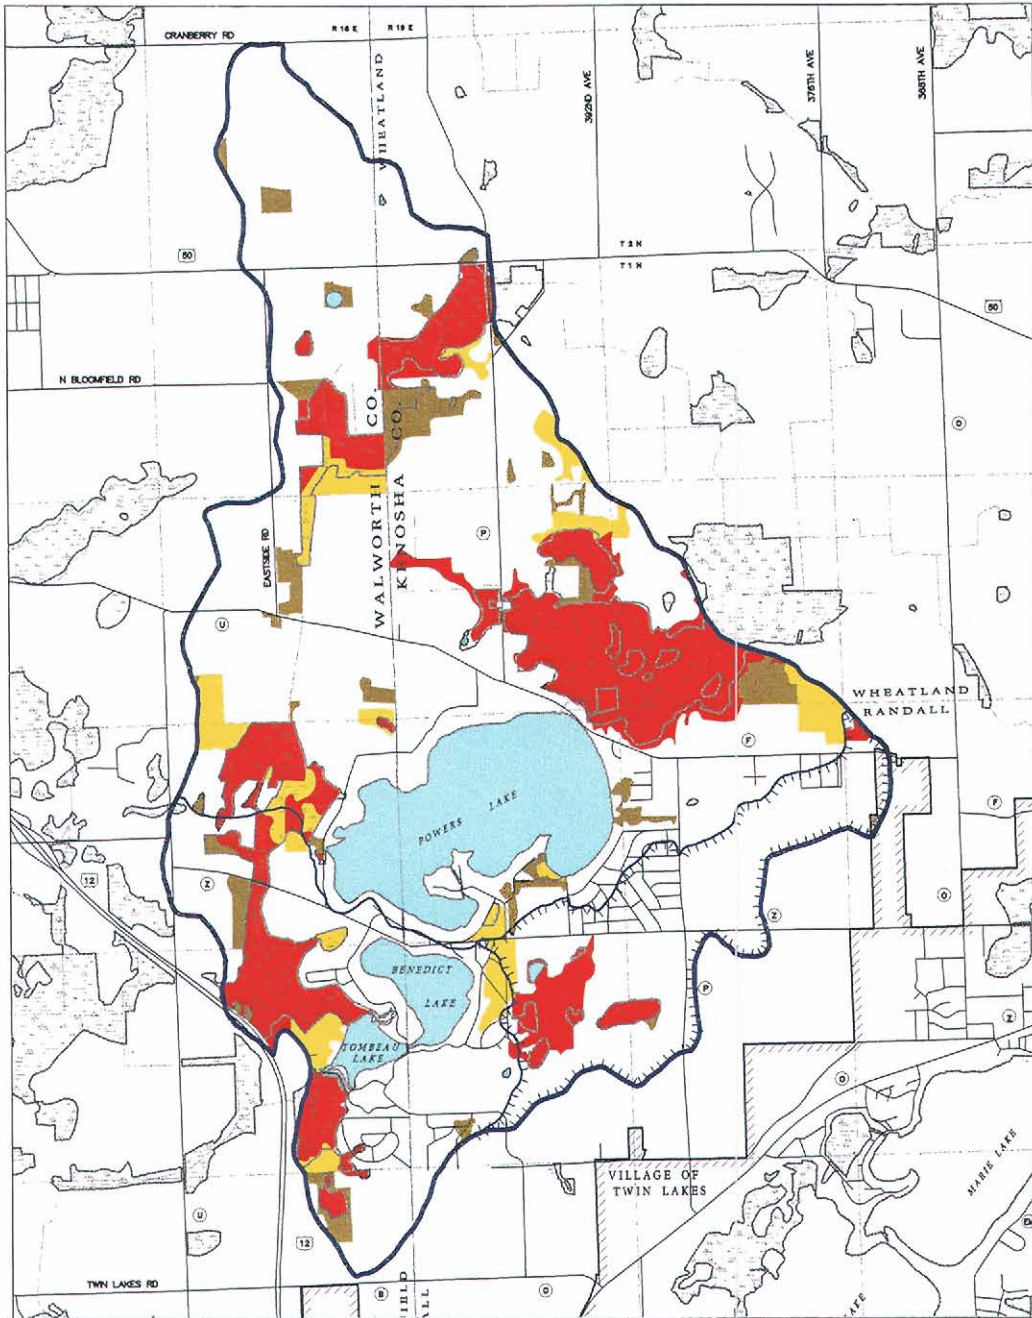 CRANBERRY RD
R 18 E
R 19 E
WHEATLAND
392ND AVE
376TH AVE
368TH AVE
T 2 N
T 1 N
50
50
N BLOOMFIELD RD
WALWORTH CO.
KENOSHA CO.
EASTSIDE RD
P
O
U
WHEATLAND
RANDALL
F
F
POWERS
LAKE
12
Z
O
Z
BENEDICT
LAKE
P
Z
TOMBEAU
LAKE
O
VILLAGE OF
TWIN LAKES
MARIE LAKE
U
12
TWIN LAKES RD
B
O
LAKE